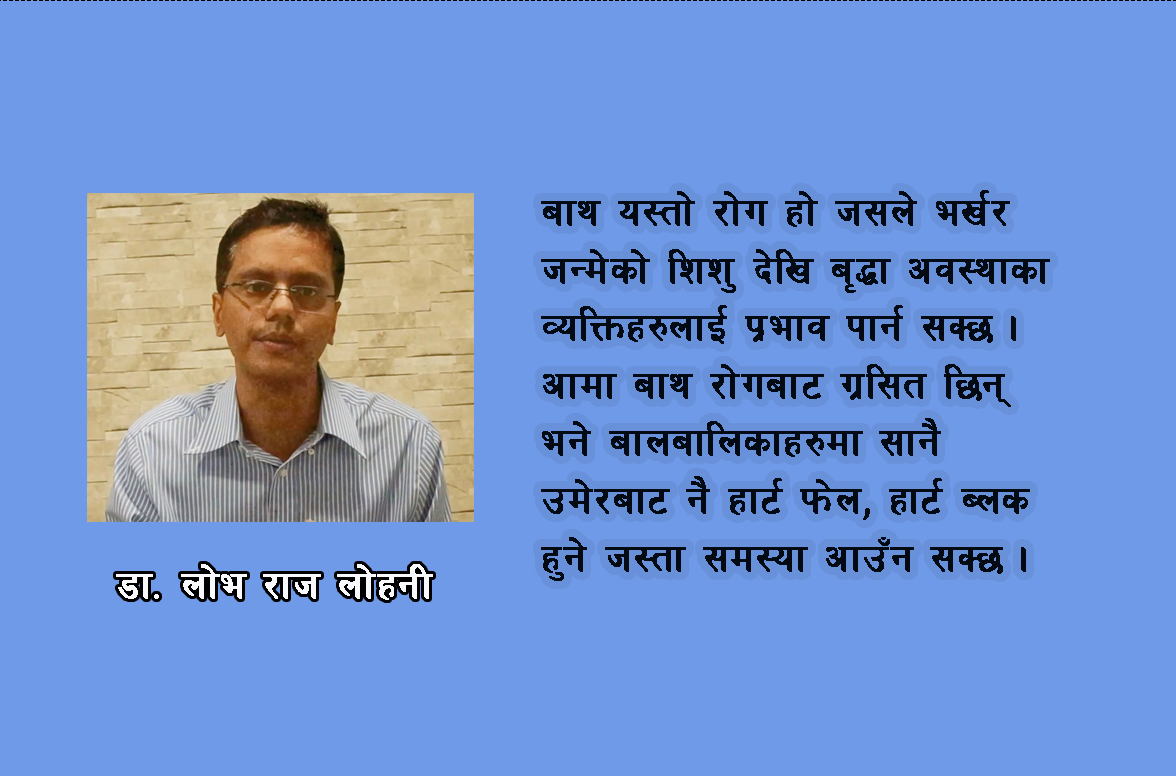 बाथ यस्तो रोग हो जसले भर्खर
जन्मेको शिशु देखि बृद्धा अवस्थाका
व्यक्तिहरुलाई प्रभाव पार्न सक्छ ।
आमा बाथ रोगबाट ग्रसित छिन्
भने बालबालिकाहरुमा सानै
उमेरबाट नै हार्ट फेल, हार्ट ब्लक
हुने जस्ता समस्या आउँन सक्छ ।
डा. लोभ राज लोहनी